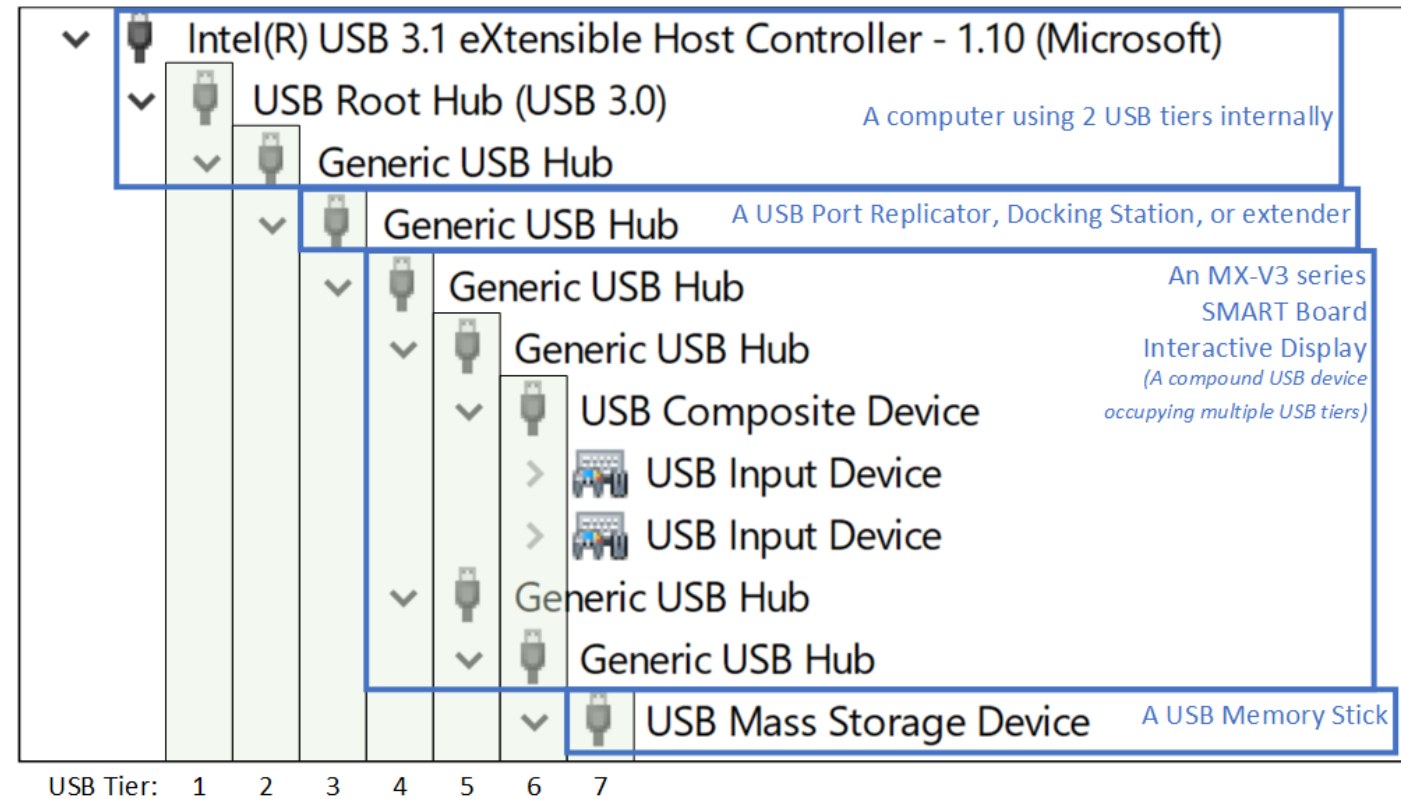 Intel(R) USB 3.1 eXtensible Host Controller - 1.10 (Microsoft)
USB Root Hub (USB 3.0)
A computer using 2 USB tiers internally
Generic USB Hub
Generic USB Hub
A USB Port Replicator, Docking Station, or extender
Generic USB Hub
An MX-V3 series
SMART Board
Generic USB Hub
Interactive Display
(A compound USB device
occupying multiple USB tiers)
USB Composite Device
USB Input Device
USB Input Device
Generic USB Hub
Generic USB Hub
USB Mass Storage Device
A USB Memory Stick
USB Tier: 1 2 3 4 5 6 7